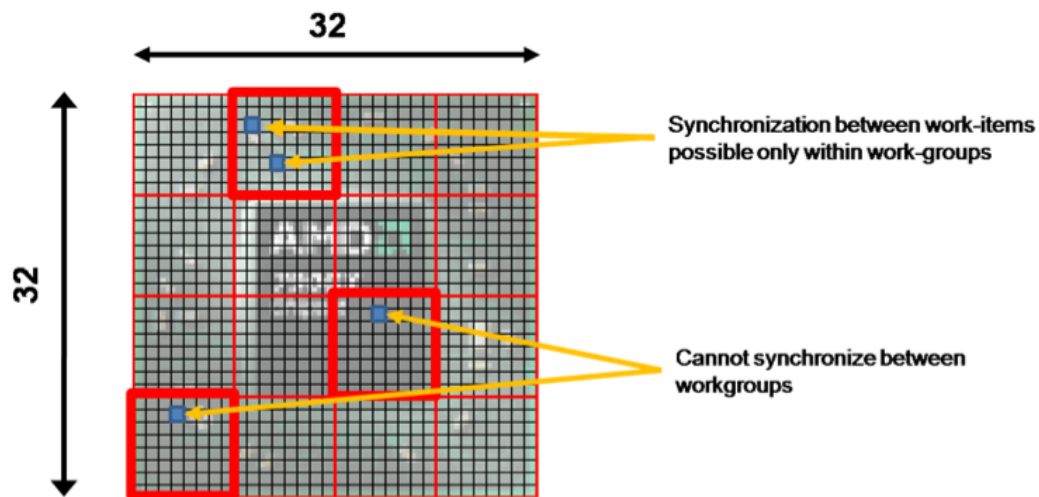 32
32
Synchronization between work-items
possible only within work-groups
AMD
Cannot synchronize between
workgroups